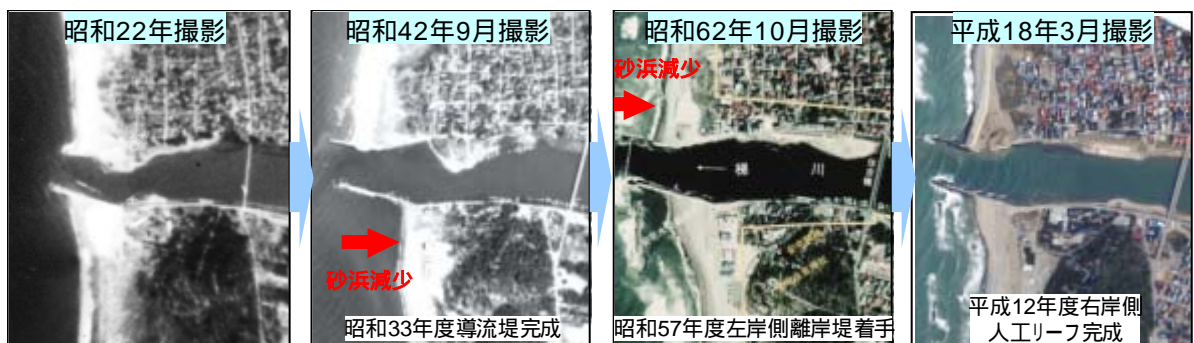 昭和22年撮影
昭和42年9月撮影
砂浜減少
昭和33年度導流堤完成
昭和62年10月撮影
砂浜減少
←梯川
昭和57年度左岸側離岸堤着手
平成18年3月撮影
平成12年度右岸側
人工リーフ完成